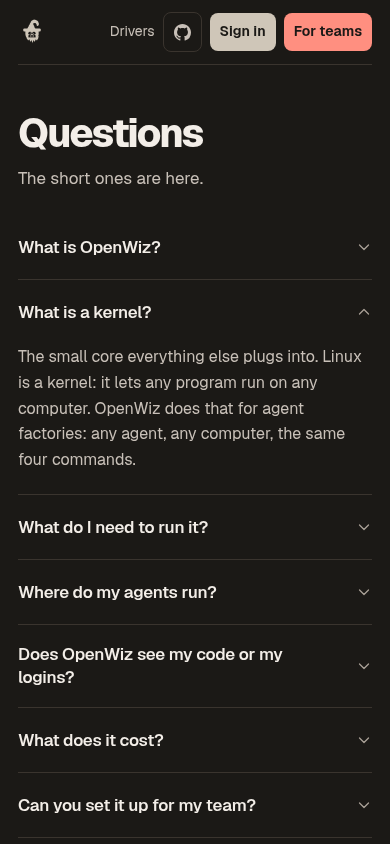 Drivers
Sign in
For teams
Questions
The short ones are here.
What is OpenWiz?
What is a kernel?
The small core everything else plugs into. Linux
is a kernel: it lets any program run on any
computer. OpenWiz does that for agent
factories: any agent, any computer, the same
four commands.
What do I need to run it?
Where do my agents run?
Does OpenWiz see my code or my
logins?
What does it cost?
Can you set it up for my team?